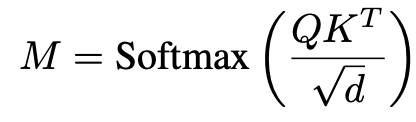 M = Softmax ( QK^T / √d )